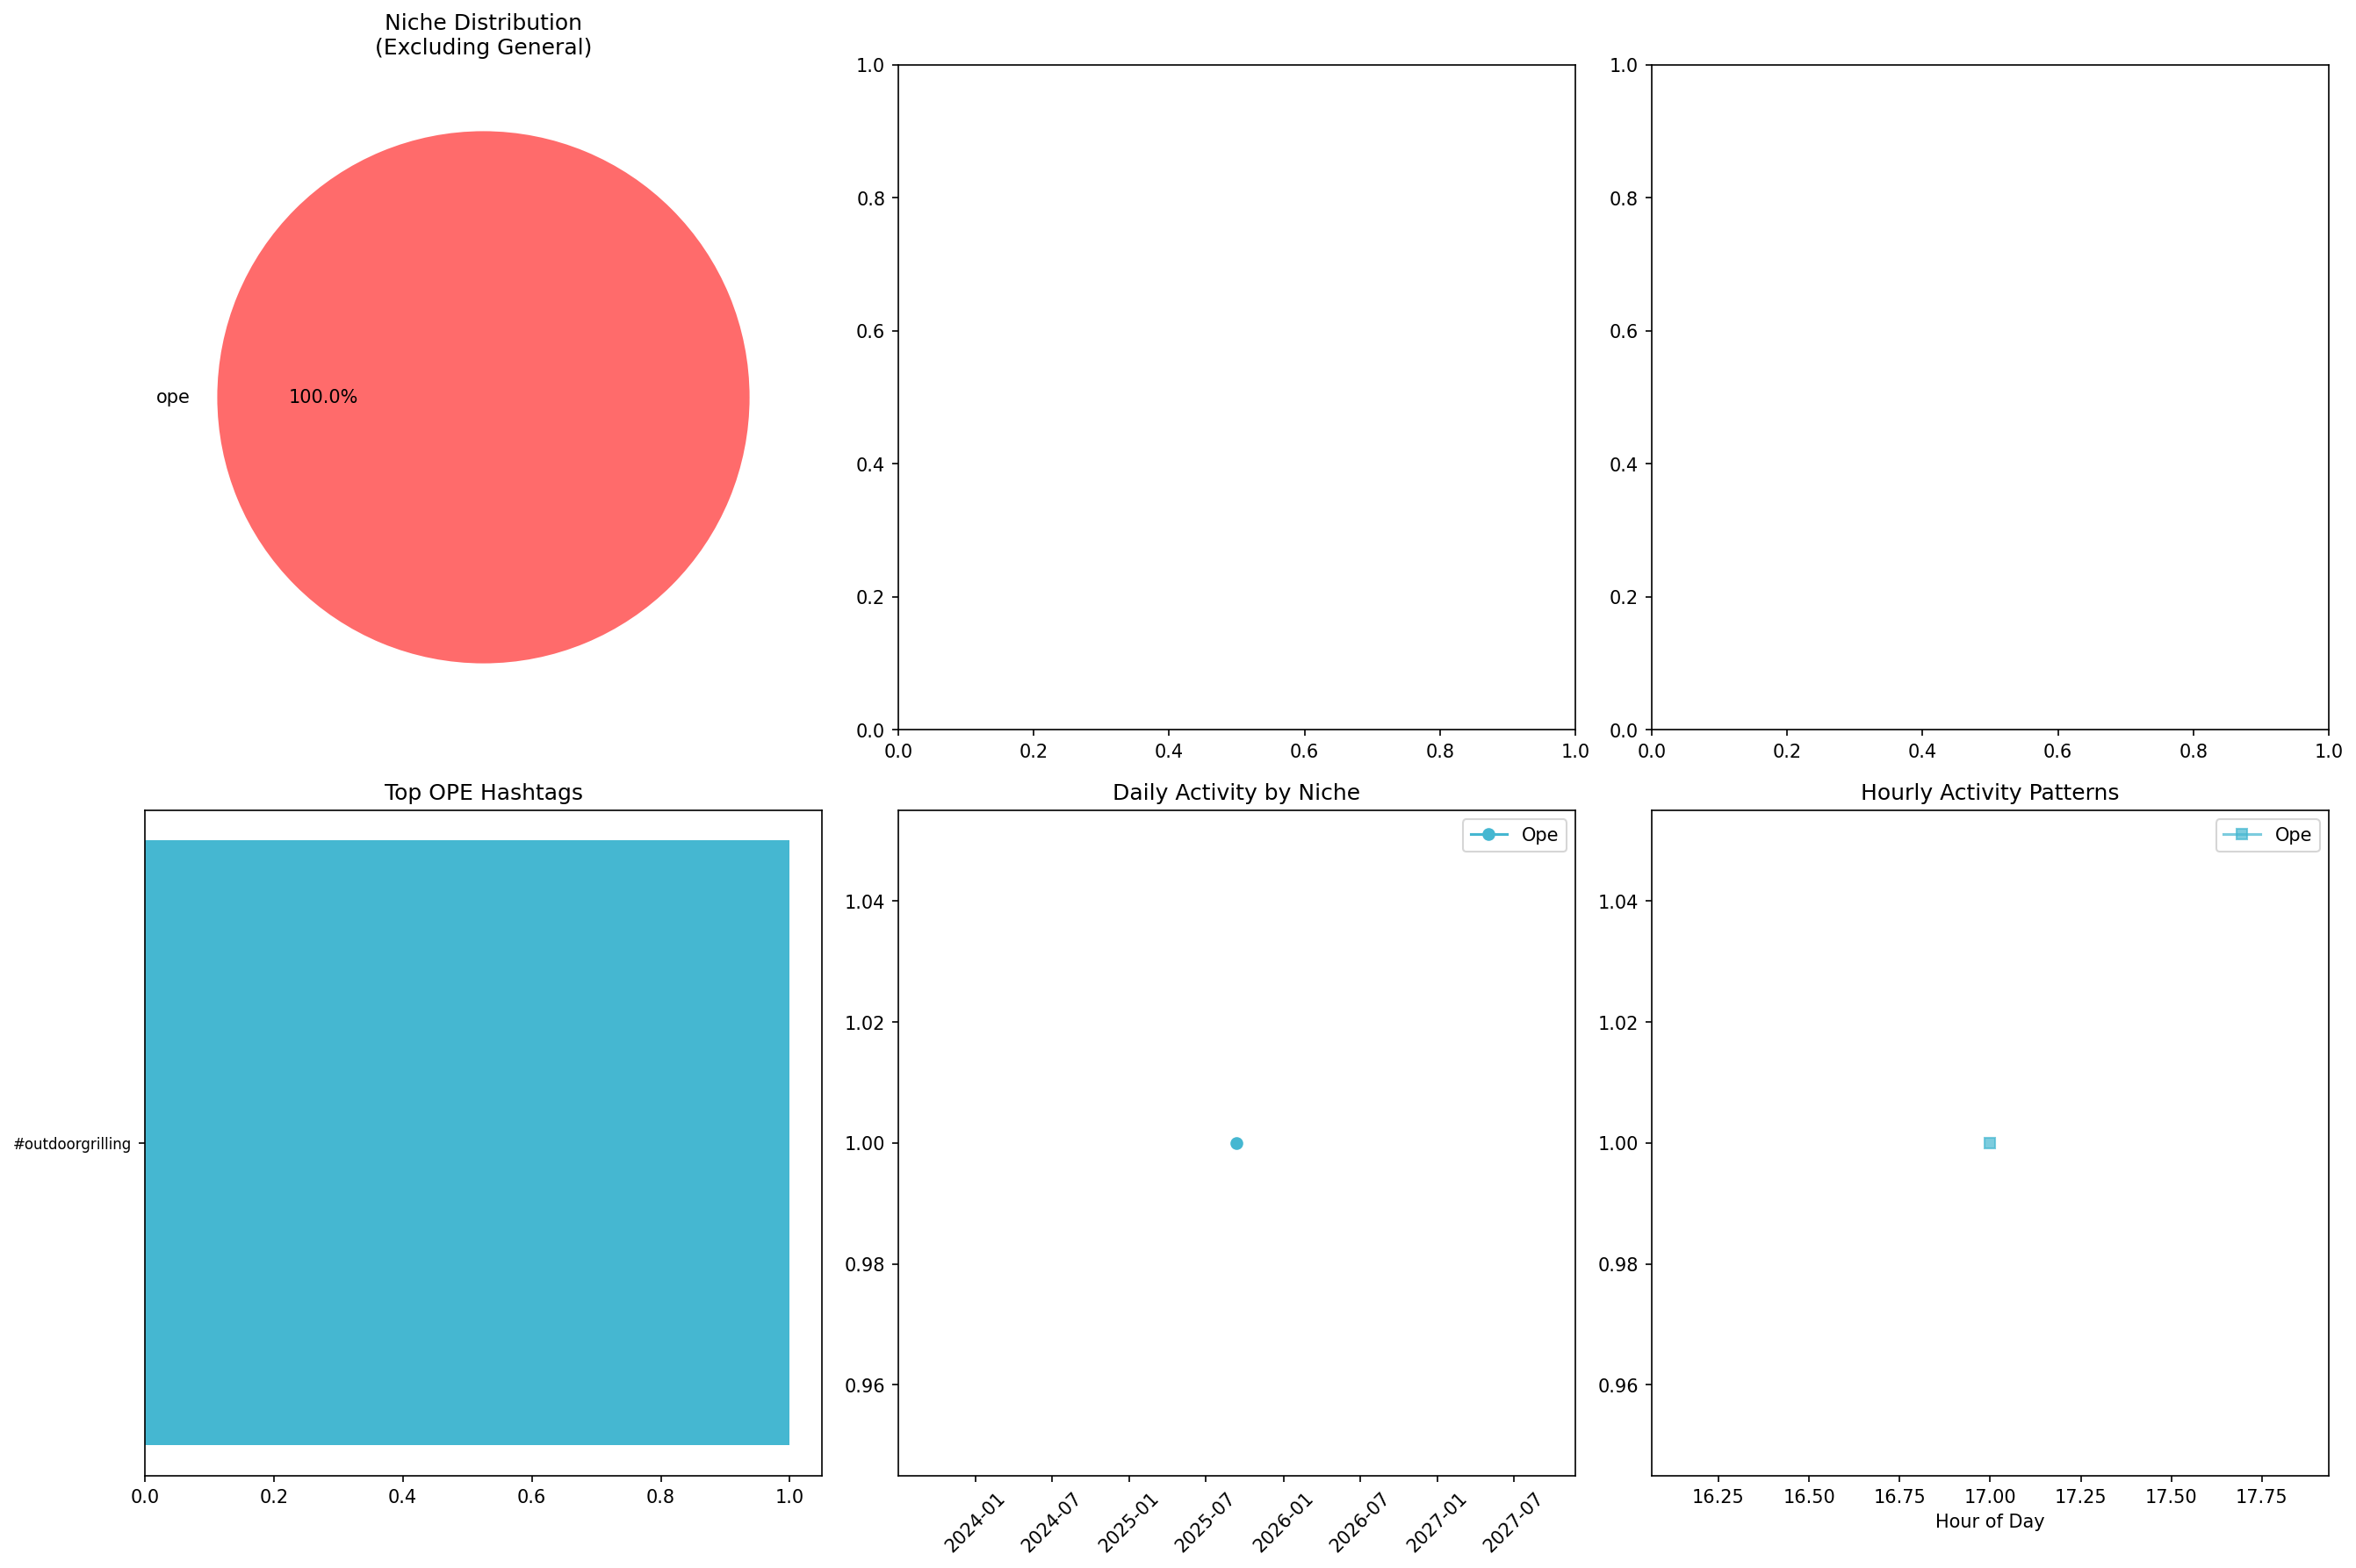 Niche Distribution
(Excluding General)
ope
100.0%
1.0
0.8
0.6
0.4
0.2
0.0
0.0 0.2 0.4 0.6 0.8 1.0
1.0
0.8
0.6
0.4
0.2
0.0
0.0 0.2 0.4 0.6 0.8 1.0
Top OPE Hashtags
#outdoorgrilling
0.0 0.2 0.4 0.6 0.8 1.0
Daily Activity by Niche
Ope
1.04
1.02
1.00
0.98
0.96
2024-01 2024-07 2025-01 2025-07 2026-01 2026-07 2027-01 2027-07
Hourly Activity Patterns
Ope
1.04
1.02
1.00
0.98
0.96
16.25 16.50 16.75 17.00 17.25 17.50 17.75
Hour of Day